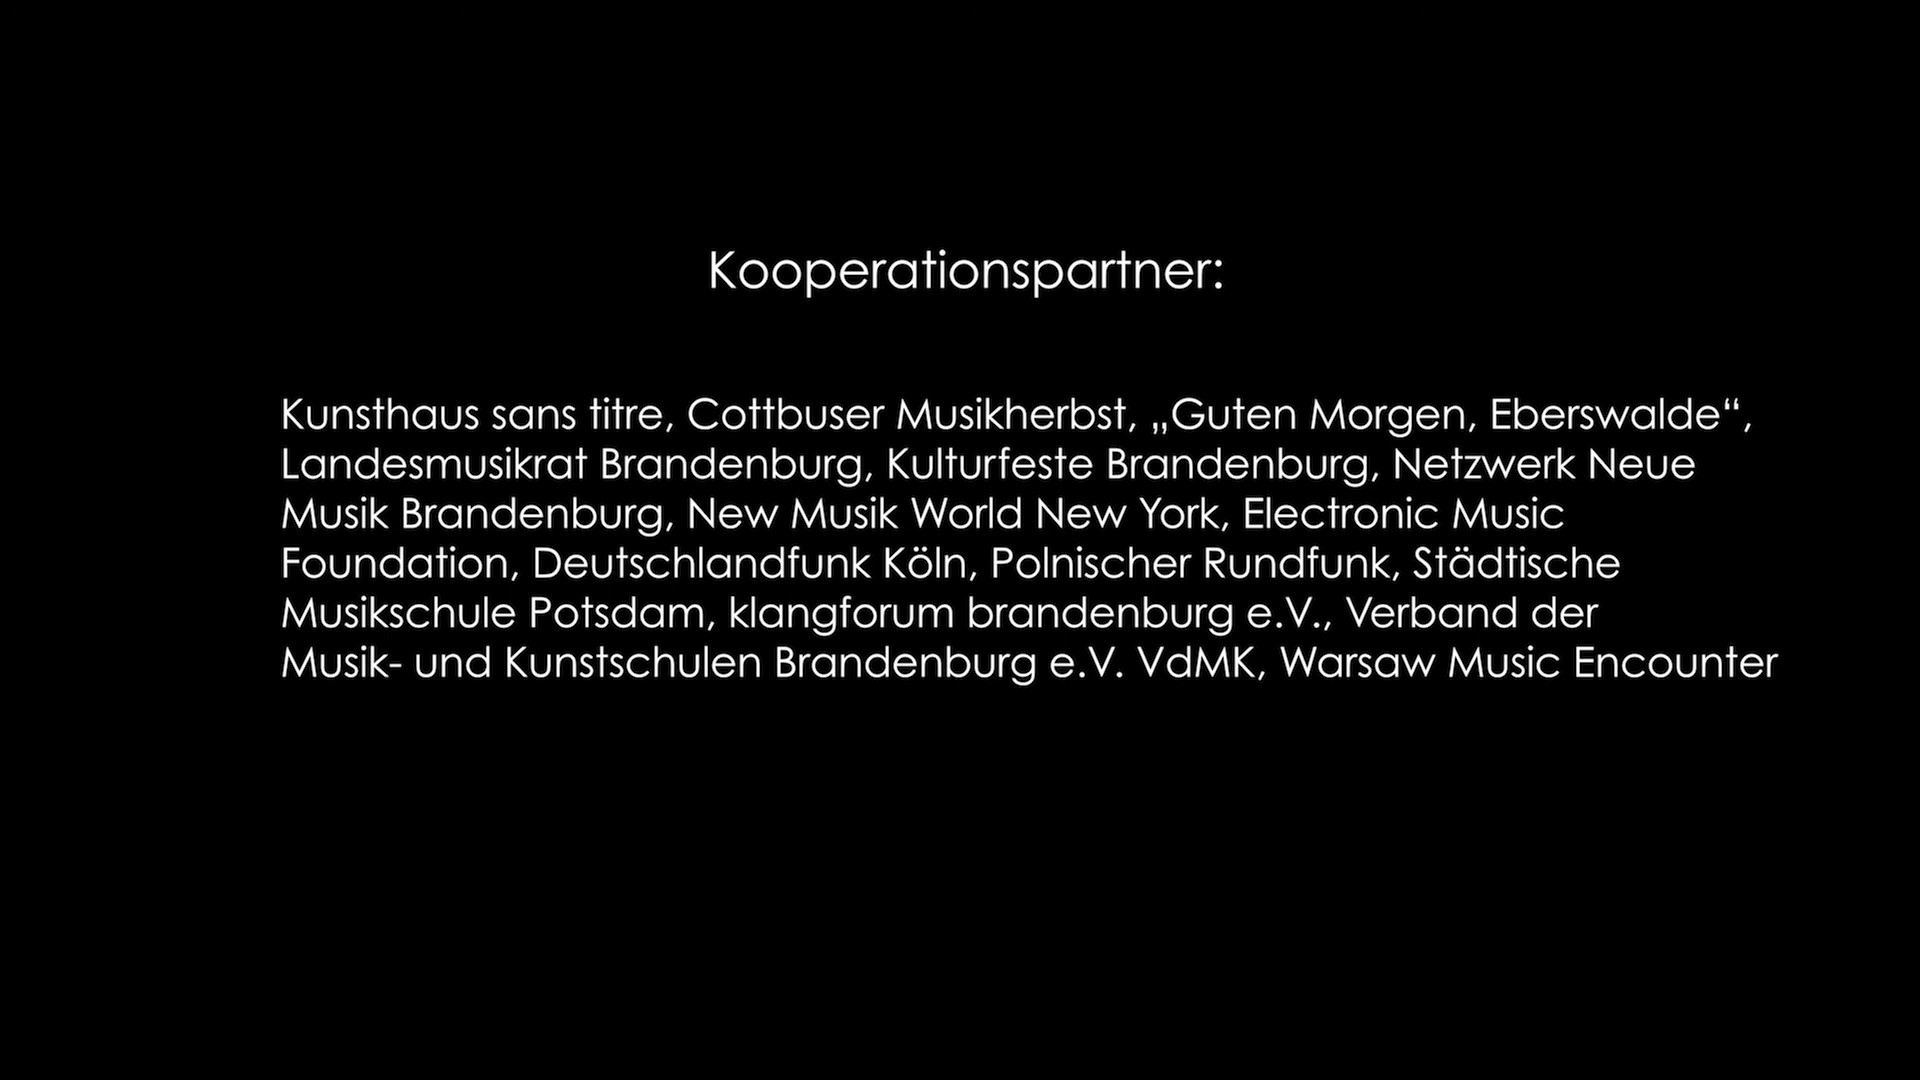 Kooperationspartner:
Kunsthaus sans titre, Cottbuser Musikherbst, „Guten Morgen, Eberswalde“,
Landesmusikrat Brandenburg, Kulturfeste Brandenburg, Netzwerk Neue
Musik Brandenburg, New Musik World New York, Electronic Music
Foundation, Deutschlandfunk Köln, Polnischer Rundfunk, Städtische
Musikschule Potsdam, klangforum brandenburg e.V., Verband der
Musik- und Kunstschulen Brandenburg e.V. VdMK, Warsaw Music Encounter